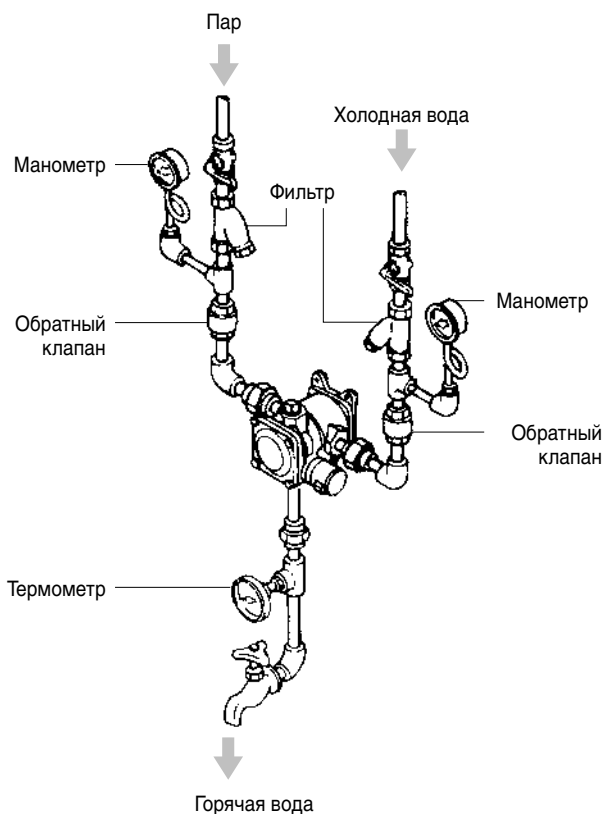 Пар
Холодная вода
Манометр
Фильтр
Манометр
Обратный
клапан
Обратный
клапан
Термометр
Горячая вода